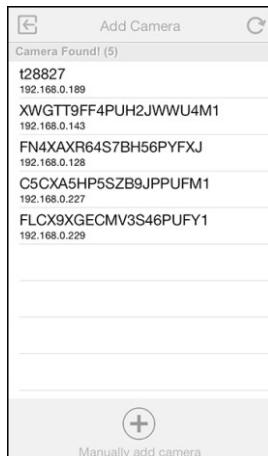 Add Camera
Camera Found! (5)
t28827
192.168.0.189
XWGTT9FF4PUH2JWWU4M1
192.168.0.143
FN4XAXR64S7BH56PYFXJ
192.168.0.128
C5CXA5HP5SZB9JPPUFM1
192.168.0.227
FLCX9XGECMV3S46PUFY1
192.168.0.229
Manually add camera